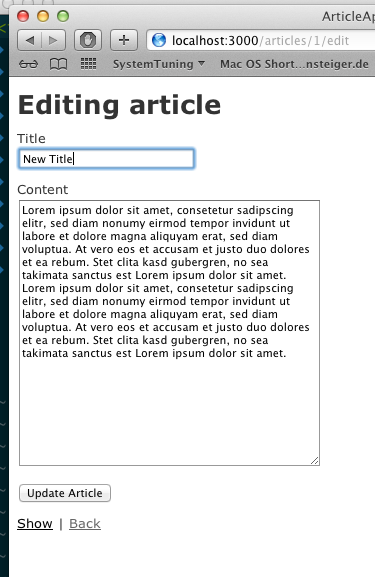 ArticleAp
localhost:3000/articles/1/edit
SystemTuning Mac OS Short...nsteiger.de
Editing article
Title
New Title
Content
Lorem ipsum dolor sit amet, consetetur sadipscing
elitr, sed diam nonumy eirmod tempor invidunt ut
labore et dolore magna aliquyam erat, sed diam
voluptua. At vero eos et accusam et justo duo dolores
et ea rebum. Stet clita kasd gubergren, no sea
takimata sanctus est Lorem ipsum dolor sit amet.
Lorem ipsum dolor sit amet, consetetur sadipscing
elitr, sed diam nonumy eirmod tempor invidunt ut
labore et dolore magna aliquyam erat, sed diam
voluptua. At vero eos et accusam et justo duo dolores
et ea rebum. Stet clita kasd gubergren, no sea
takimata sanctus est Lorem ipsum dolor sit amet.
Update Article
Show | Back